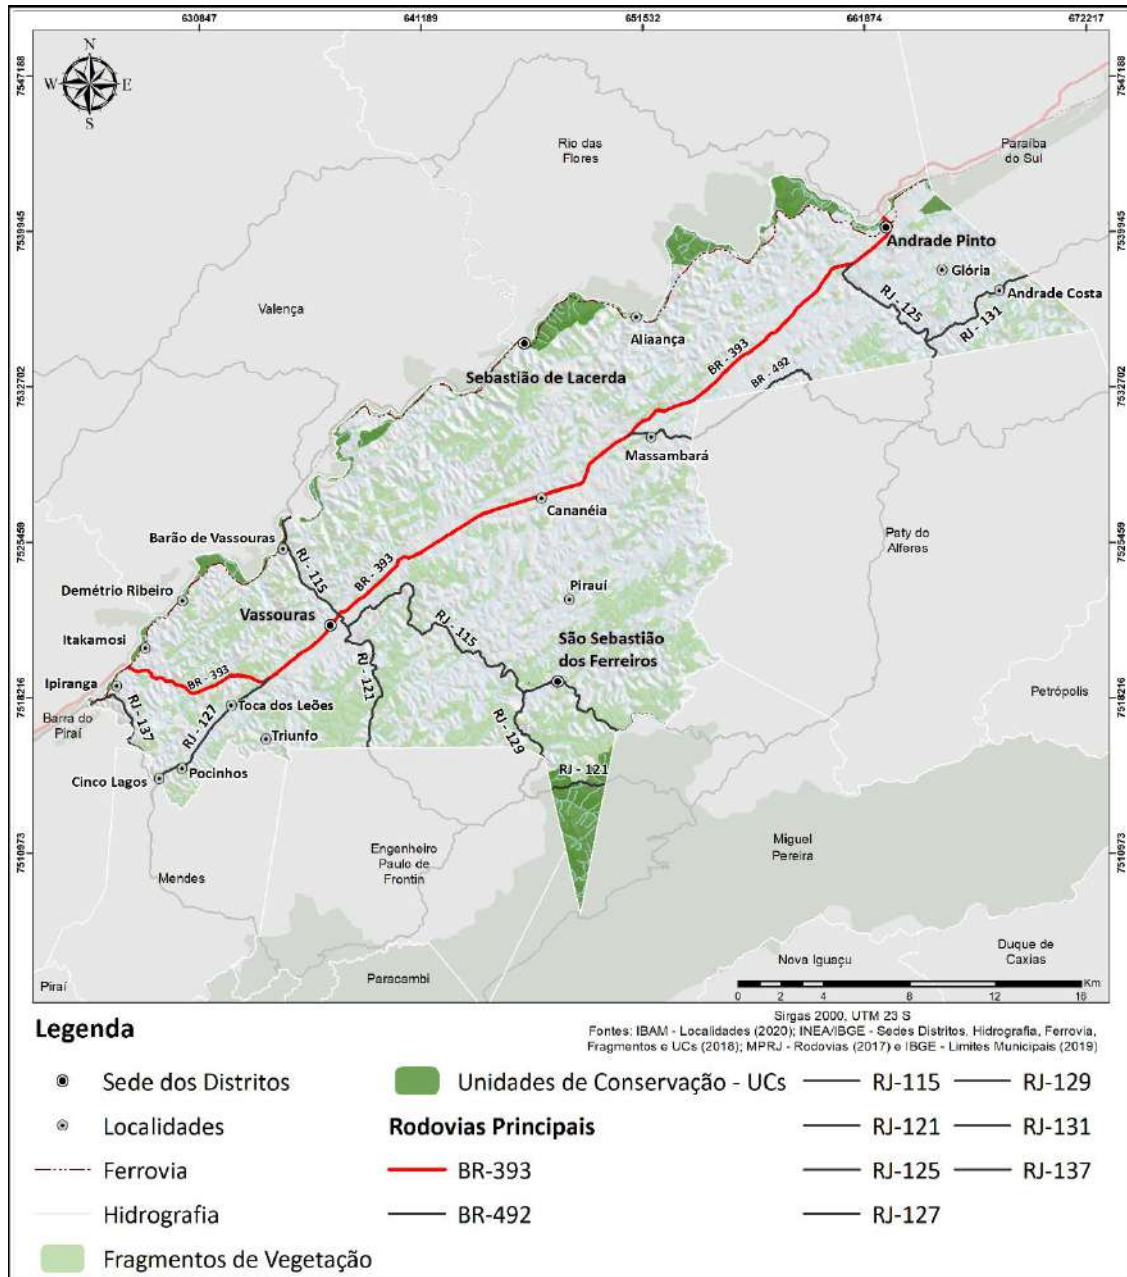 630847
641189
651532
661874
672217
7547188
7547188
N
W
E
S
Rio das
Flores
Paraíba
do Sul
7539945
7539945
Andrade Pinto
Glória
Andrade Costa
RJ - 125
RJ - 131
Valença
Aliaança
Sebastião de Lacerda
BR - 393
BR - 492
7532702
7532702
Massambará
Cananéia
7525459
7525459
Barão de Vassouras
Paty do
Alferes
RJ - 115
BR - 393
Demétrio Ribeiro
Pirauí
Vassouras
RJ - 115
São Sebastião
dos Ferreiros
Itakamosi
RJ - 121
BR - 393
Ipiranga
7518216
7518216
Petrópolis
Barra do
Piraí
RJ - 137
RJ - 127
Toca dos Leões
RJ - 129
Triunfo
Cinco Lagos
Pocinhos
RJ - 121
7510973
7510973
Miguel
Pereira
Engenheiro
Paulo de
Frontin
Mendes
Piraí
Paracambi
Nova Iguaçu
Duque de
Caxias
Km
0 2 4 8 12 16
Sirgas 2000, UTM 23 S
Fontes: IBAM - Localidades (2020); INEA/IBGE - Sedes Distritos, Hidrografia, Ferrovia,
Fragmentos e UCs (2018); MPRJ - Rodovias (2017) e IBGE - Limites Municipais (2019)
Legenda
Sede dos Distritos
Localidades
Ferrovia
Hidrografia
Fragmentos de Vegetação
Unidades de Conservação - UCs
Rodovias Principais
BR-393
BR-492
RJ-115
RJ-121
RJ-125
RJ-127
RJ-129
RJ-131
RJ-137